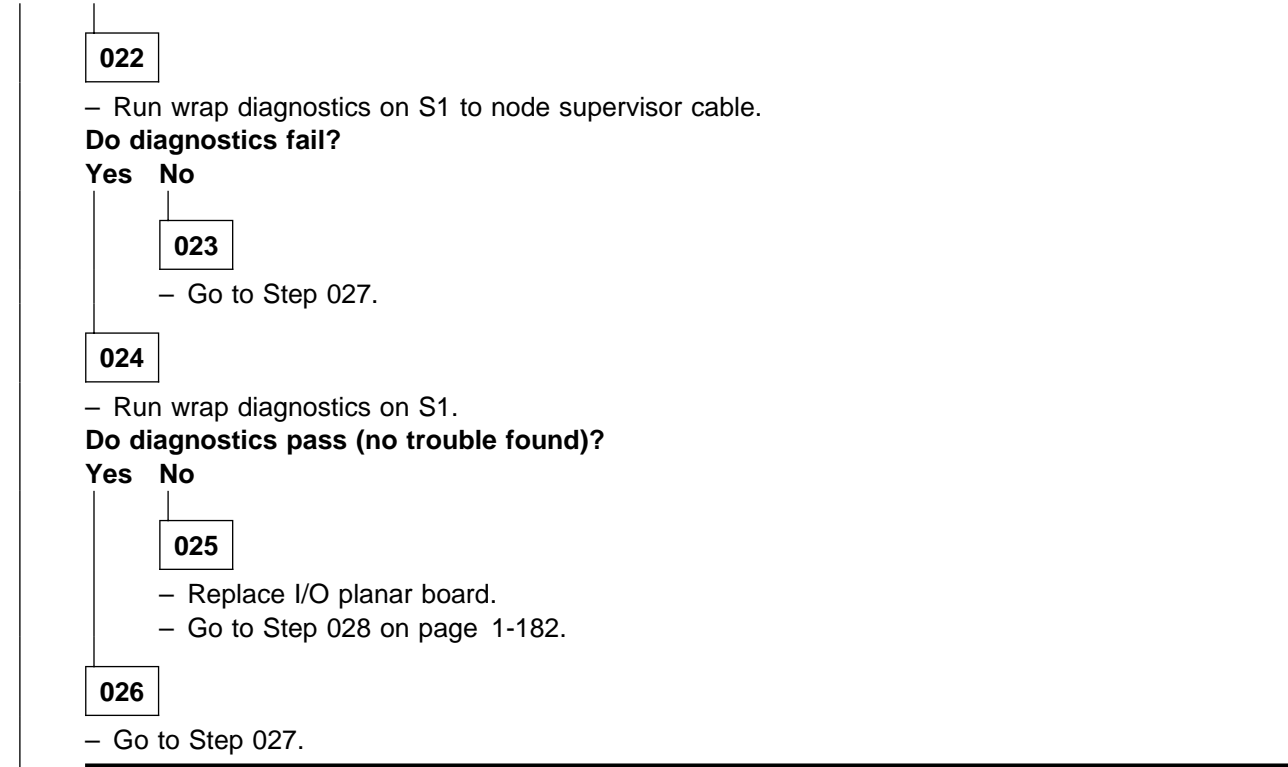 022
– Run wrap diagnostics on S1 to node supervisor cable.
Do diagnostics fail?
Yes No
023
– Go to Step 027.
024
– Run wrap diagnostics on S1.
Do diagnostics pass (no trouble found)?
Yes No
025
– Replace I/O planar board.
– Go to Step 028 on page 1-182.
026
– Go to Step 027.